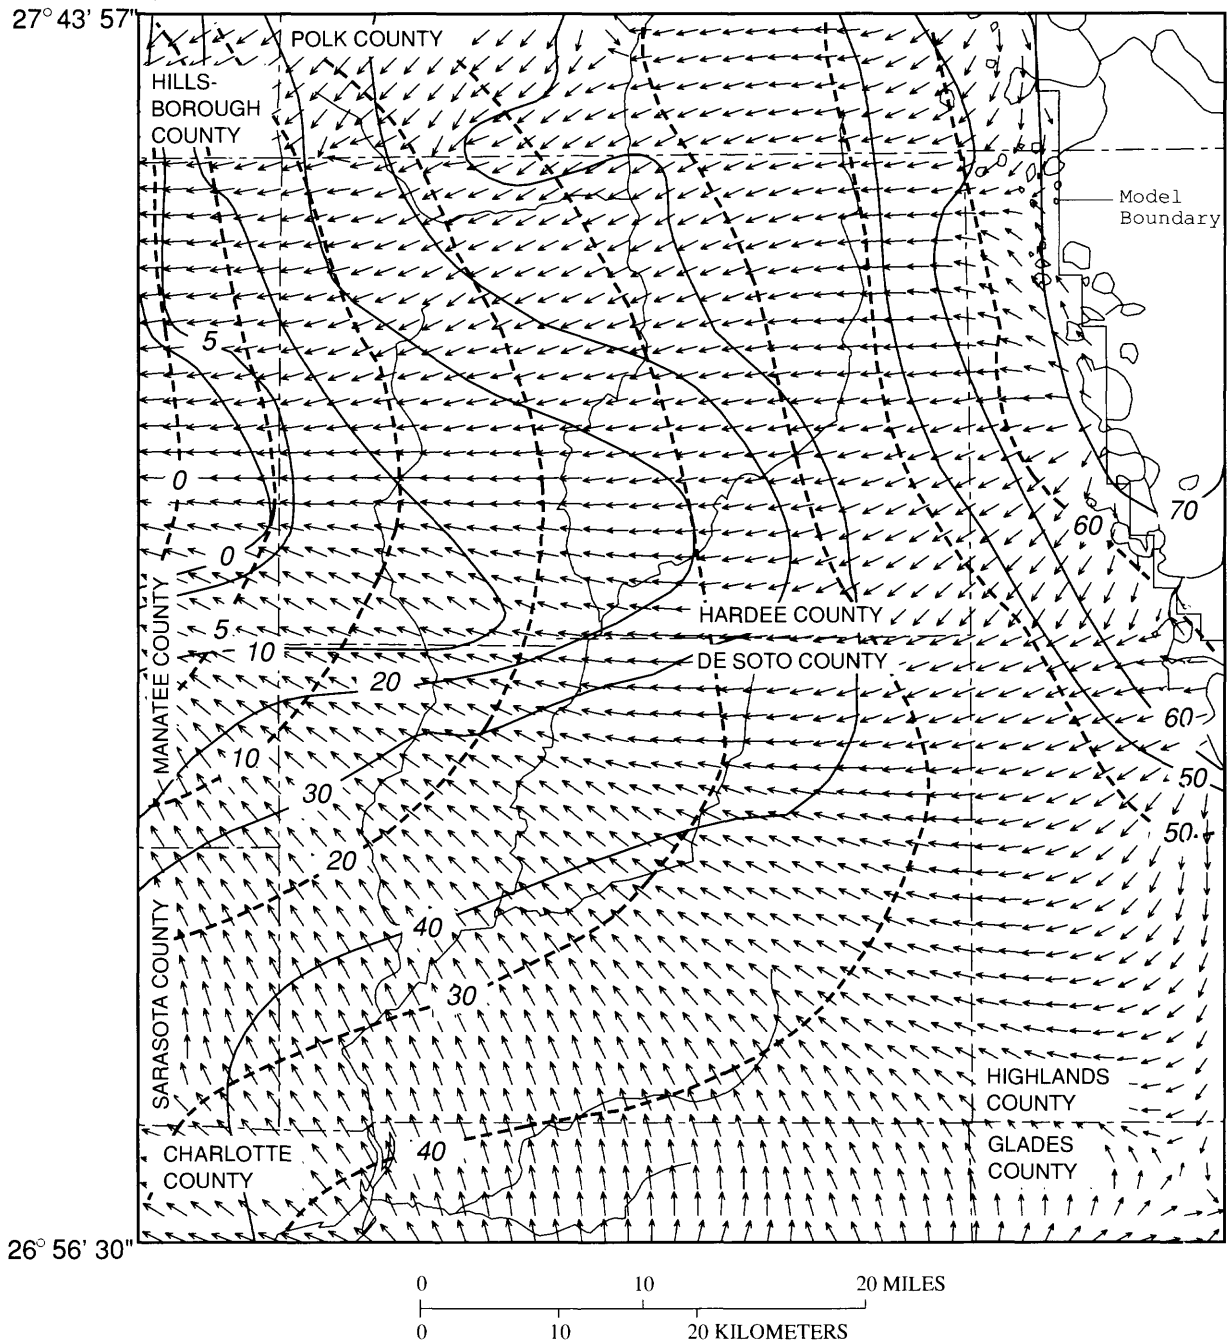 27° 43' 57"
POLK COUNTY
HILLS-
BOROUGH
COUNTY
Model
Boundary
5
0
70
60
0
MANATEE COUNTY
HARDEE COUNTY
5
10
DE SOTO COUNTY
20
60
10
50
30
50
20
40
SARASOTA COUNTY
30
HIGHLANDS
COUNTY
GLADES
COUNTY
CHARLOTTE
COUNTY
40
26° 56' 30"
0 10 20 MILES
0 10 20 KILOMETERS